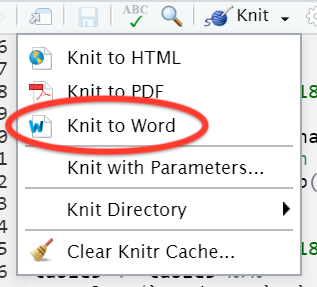 ABC
Knit
Knit to HTML
Knit to PDF
Knit to Word
Knit with Parameters...
Knit Directory
Clear Knitr Cache...